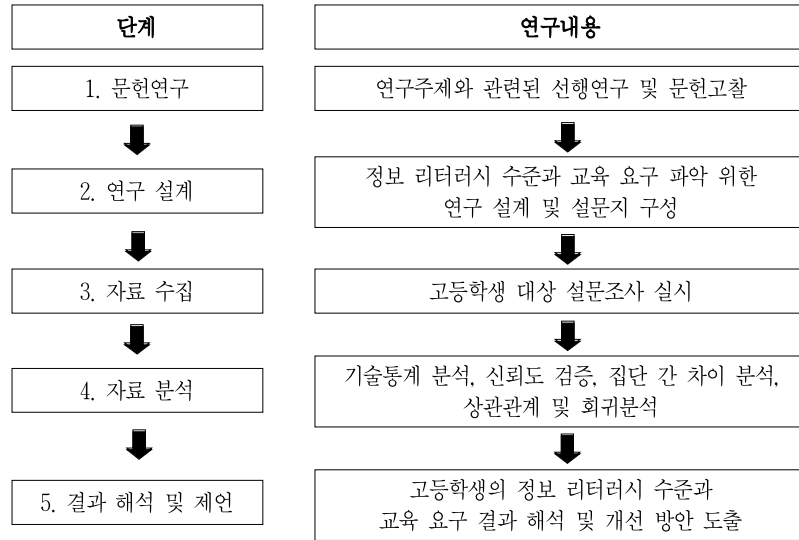 단계
연구내용
1. 문헌연구
연구주제와 관련된 선행연구 및 문헌고찰
2. 연구 설계
정보 리터러시 수준과 교육 요구 파악 위한
연구 설계 및 설문지 구성
3. 자료 수집
고등학생 대상 설문조사 실시
4. 자료 분석
기술통계 분석, 신뢰도 검증, 집단 간 차이 분석,
상관관계 및 회귀분석
5. 결과 해석 및 제언
고등학생의 정보 리터러시 수준과
교육 요구 결과 해석 및 개선 방안 도출